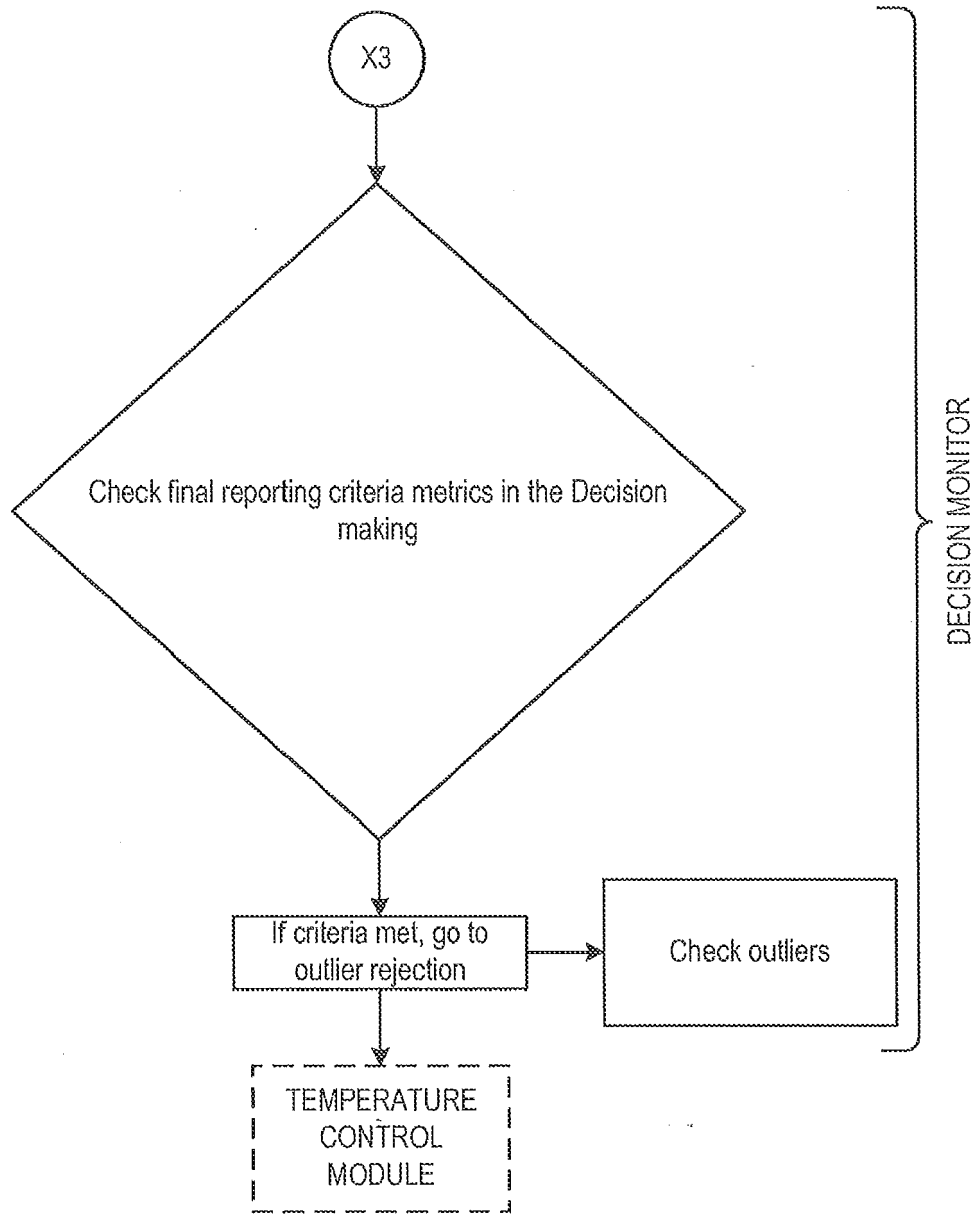 X3
Check final reporting criteria metrics in the Decision
making
DECISION MONITOR
If criteria met, go to
outlier rejection
Check outliers
TEMPERATURE
CONTROL
MODULE